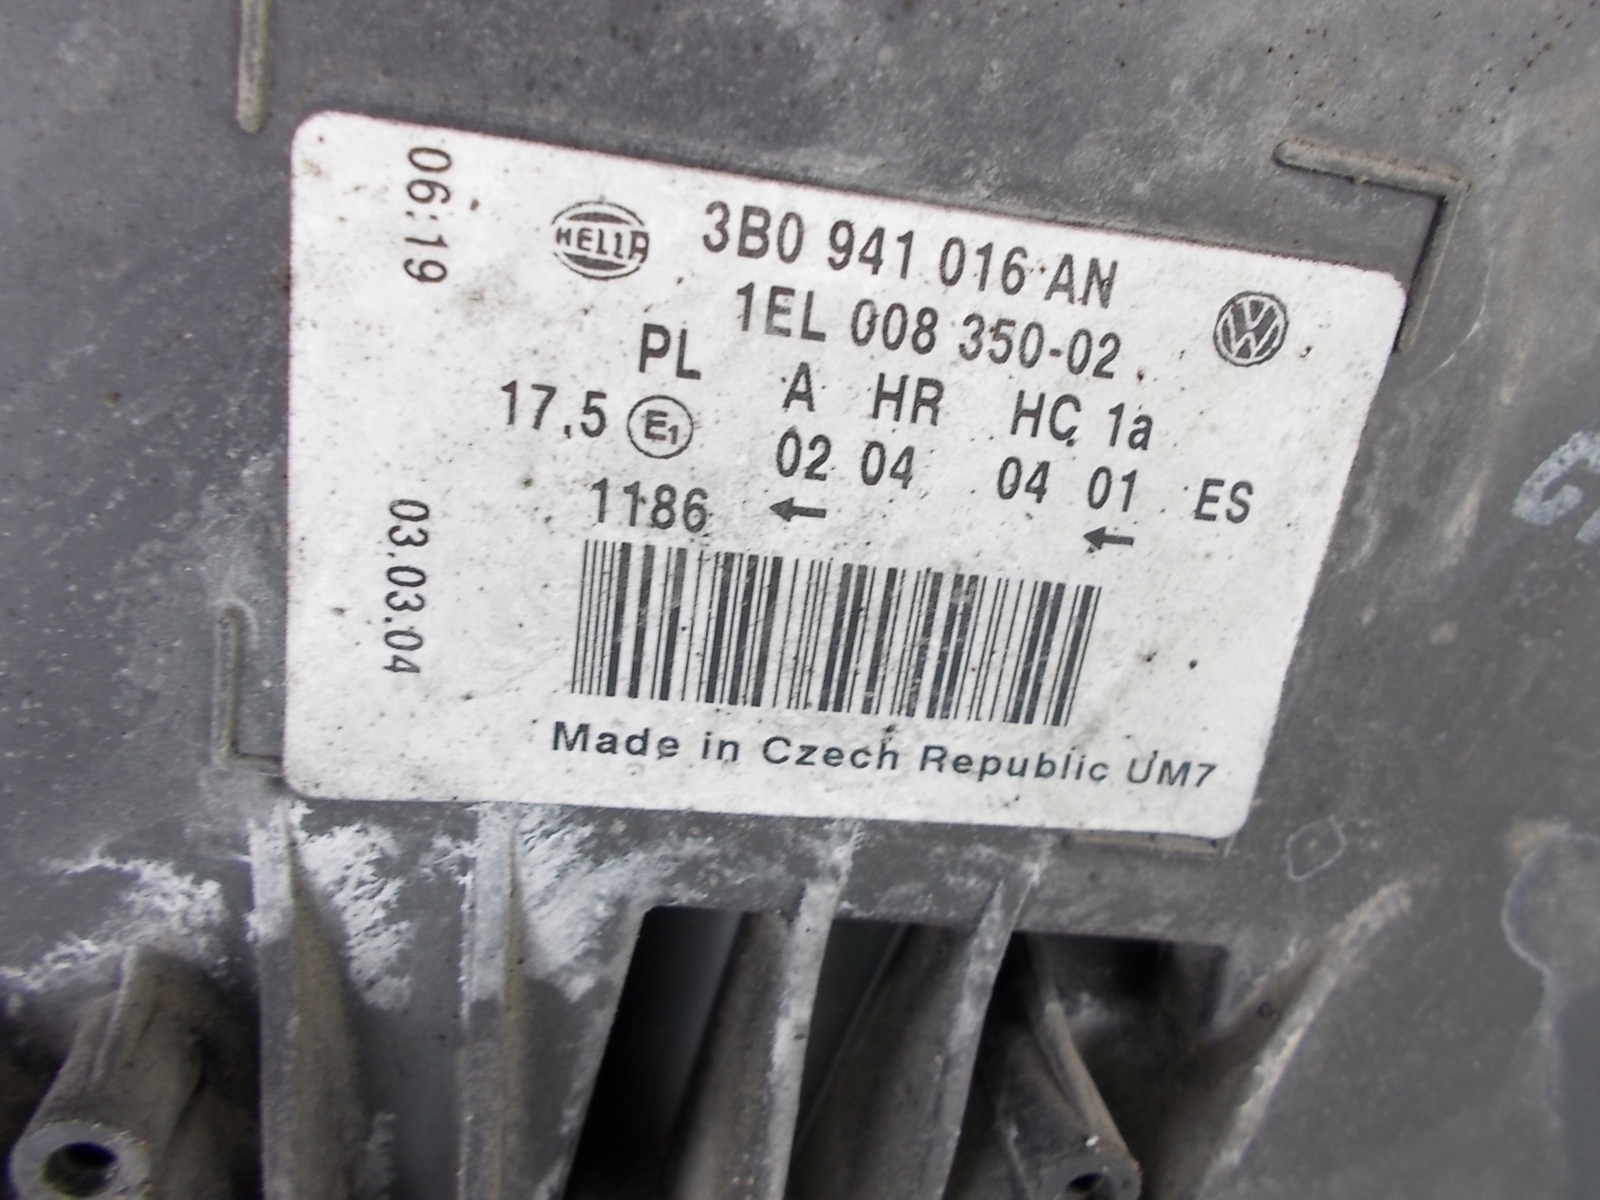 06:19
HELLA 3B0 941 016 AN
1EL 008 350-02
PL A HR HC 1a
17,5 E1 02 04 04 01 ES
1186 ← ←
03.03.04
Made in Czech Republic UM7